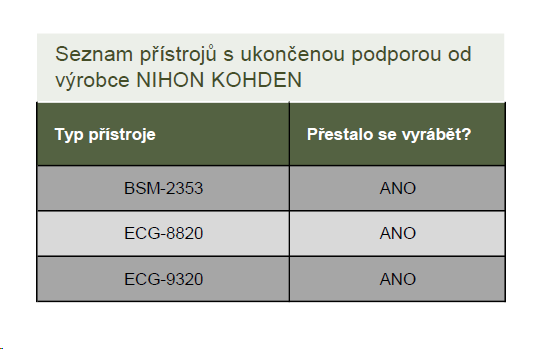 Seznam přístrojů s ukončenou podporou od
výrobce NIHON KOHDEN
Typ přístroje Přestalo se vyrábět?
BSM-2353 ANO
ECG-8820 ANO
ECG-9320 ANO